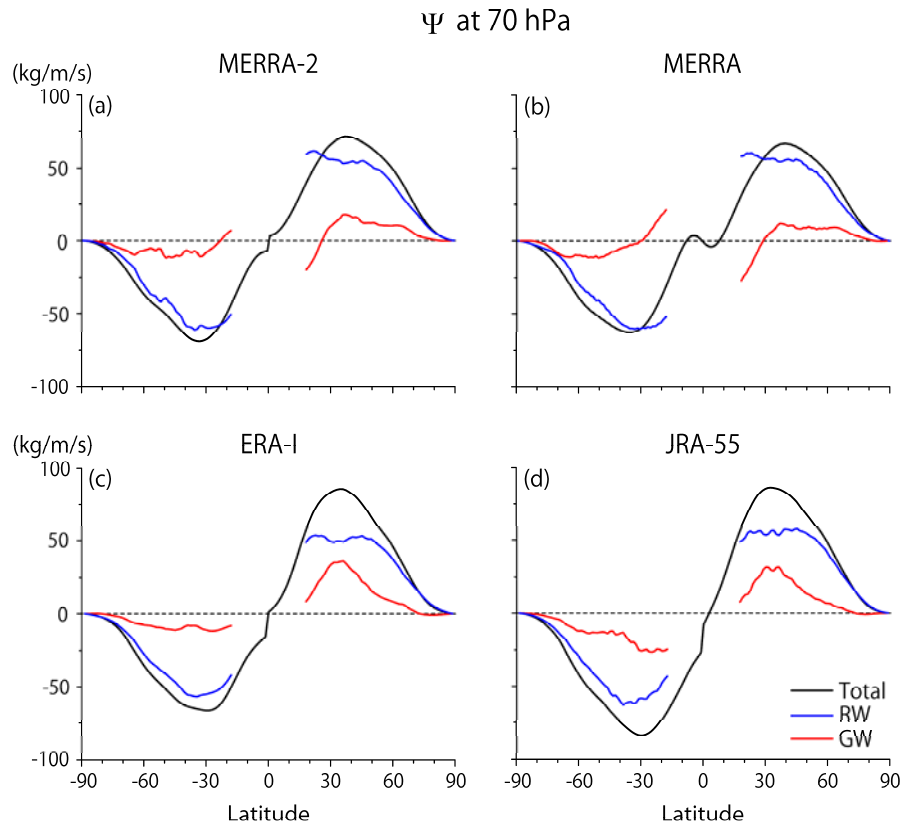 Ψ at 70 hPa
MERRA-2
MERRA
(kg/m/s)
100
50
0
-50
-100
(a)
(b)
ERA-I
JRA-55
(kg/m/s)
100
50
0
-50
-100
(c)
(d)
Total
RW
GW
-90 -60 -30 0 30 60 90
-90 -60 -30 0 30 60 90
Latitude
Latitude